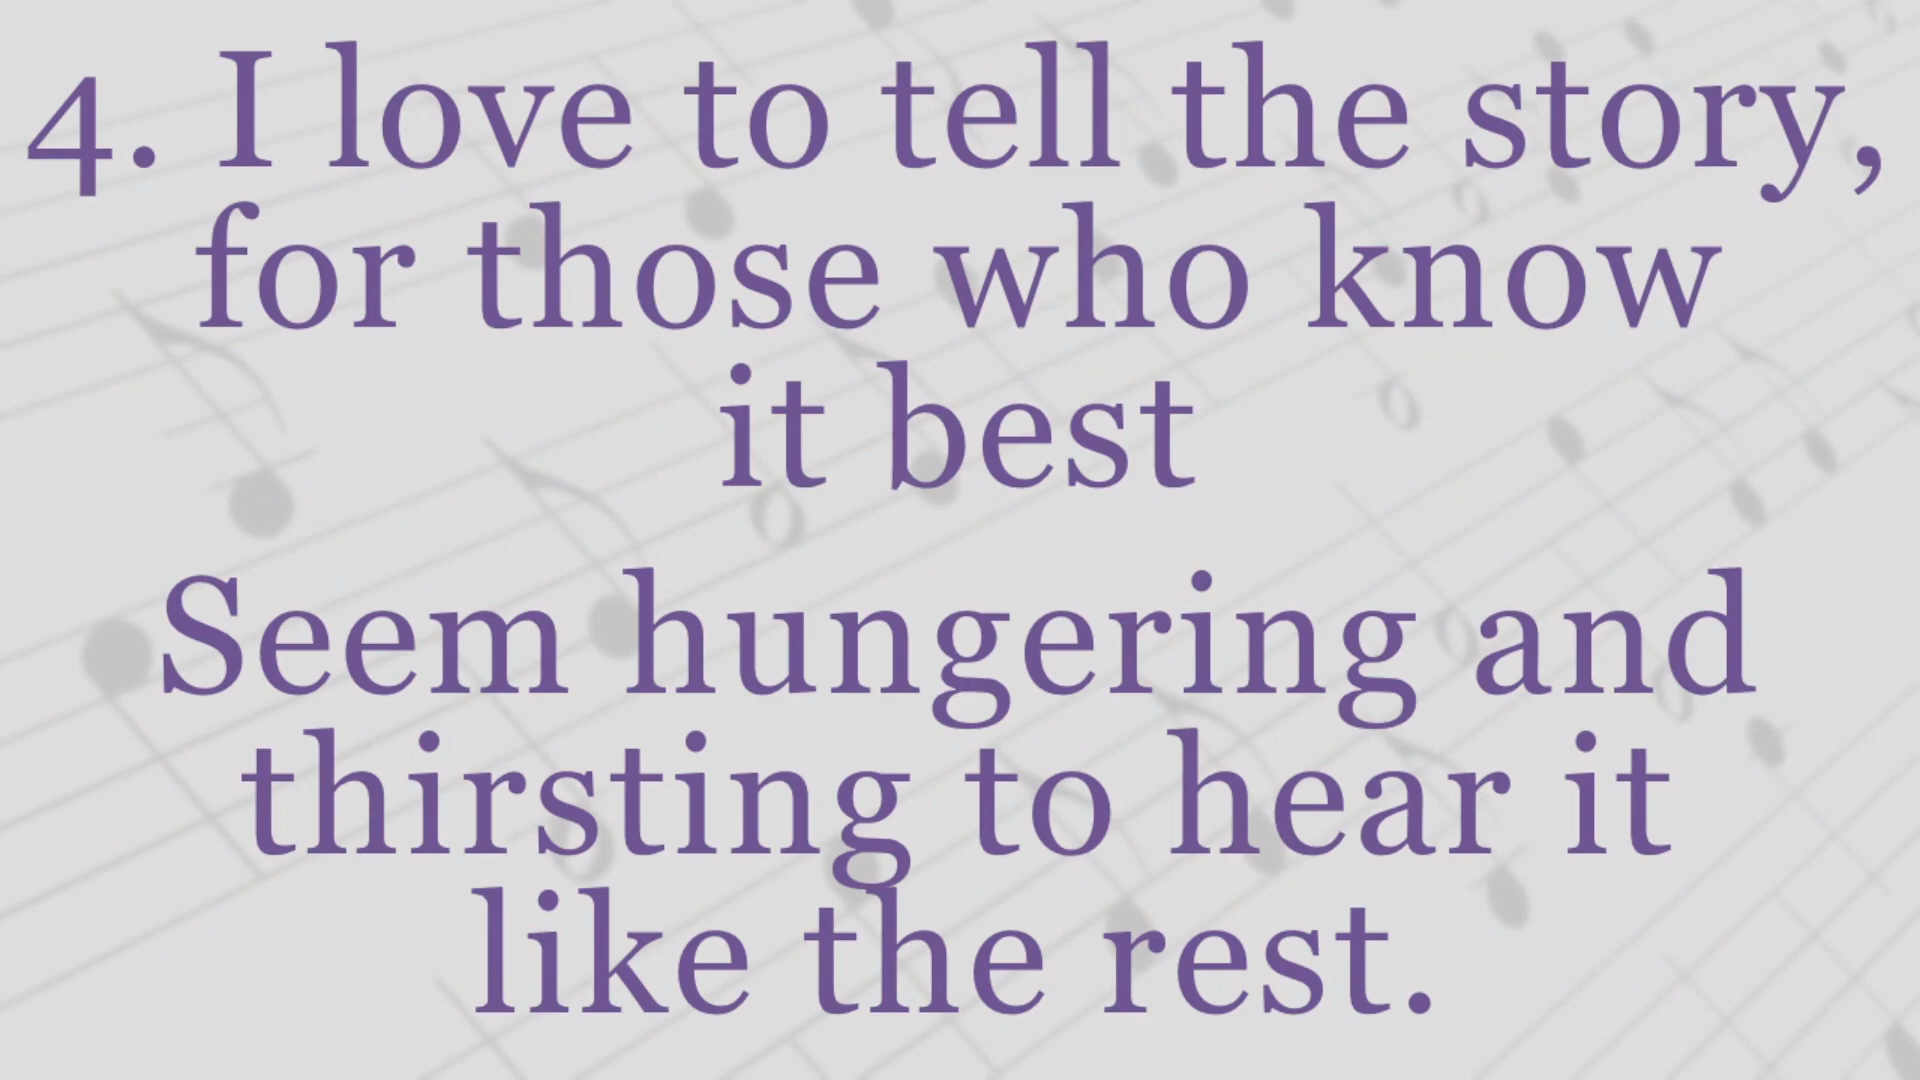 4. I love to tell the story,
for those who know
it best
Seem hungering and
thirsting to hear it
like the rest.